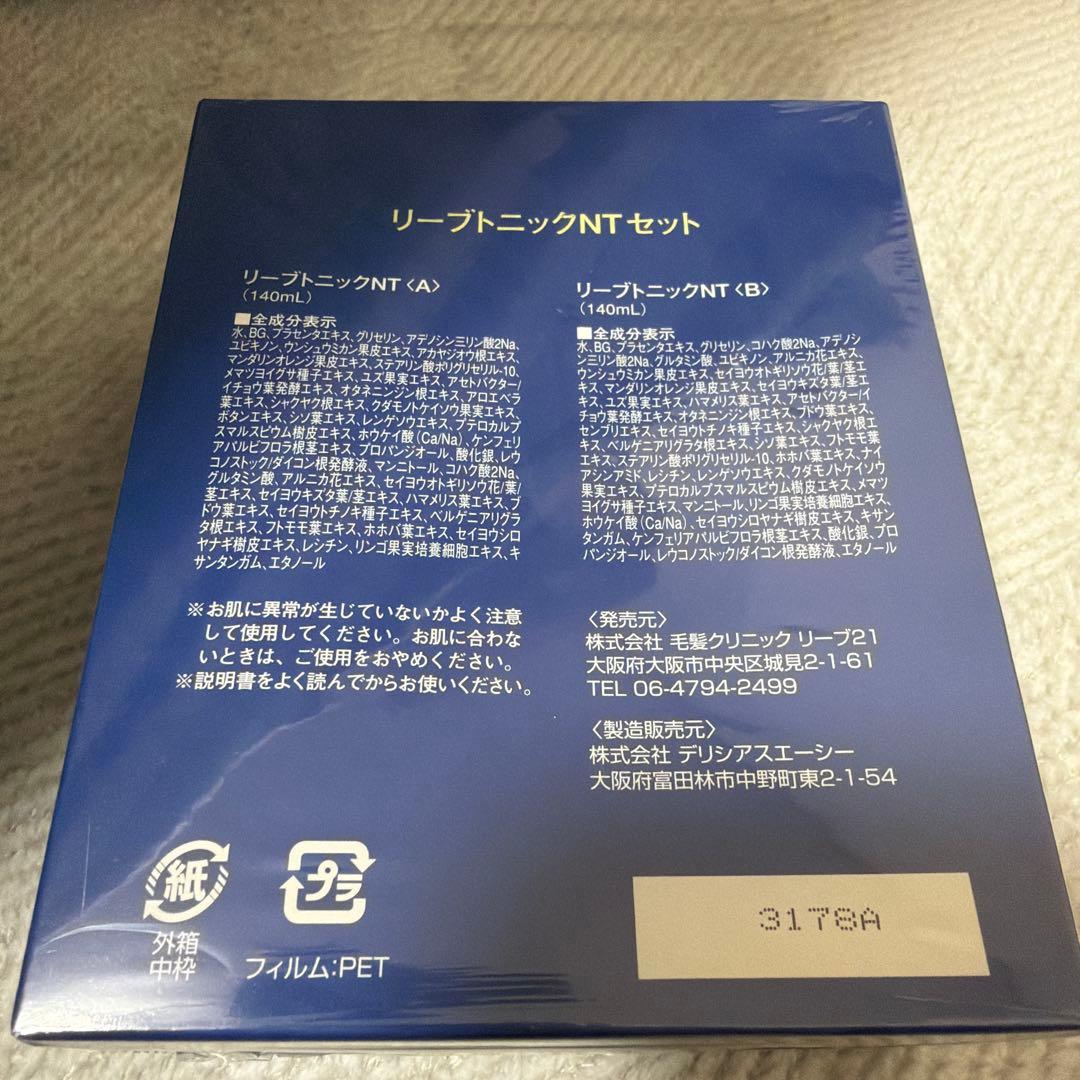 リーブトニックNTセット
リーブトニックNT〈A〉
(140mL)
■全成分表示
水、BG、プラセンタエキス、グリセリン、アデノシン三リン酸2Na、
ユビキノン、ウンシュウミカン果皮エキス、アカヤジオウ根エキス、
マンダリンオレンジ果皮エキス、ステアリン酸ポリグリセリル-10、
メマツヨイグサ種子エキス、ユズ果実エキス、アセトバクター/
イチョウ葉発酵エキス、オタネニンジン根エキス、アロエベラ
葉エキス、シャクヤク根エキス、クダモノトケイソウ果実エキス、
ボタンエキス、シソ葉エキス、レンゲソウエキス、プテロカルプ
スマルスピウム樹皮エキス、ホウケイ酸(Ca/Na)、ケンフェリ
アパルビフロラ根茎エキス、プロパンジオール、酸化銀、レウ
コノストック/ダイコン根発酵液、マンニトール、コハク酸2Na、
グルタミン酸、アルニカ花エキス、セイヨウオトギリソウ花/葉/
茎エキス、セイヨウキズタ葉/茎エキス、ハマメリス葉エキス、ブ
ドウ葉エキス、セイヨウトチノキ種子エキス、ベルゲニアリグラ
タ根エキス、フトモモ葉エキス、ホホバ葉エキス、セイヨウシロ
ヤナギ樹皮エキス、レシチン、リンゴ果実培養細胞エキス、キ
サンタンガム、エタノール
※お肌に異常が生じていないかよく注意
して使用してください。お肌に合わな
いときは、ご使用をおやめください。
※説明書をよく読んでからお使いください。
リーブトニックNT〈B〉
(140mL)
■全成分表示
水、BG、プラセンタエキス、グリセリン、コハク酸2Na、アデノ
シン三リン酸2Na、グルタミン酸、ユビキノン、アルニカ花エキス、
ウンシュウミカン果皮エキス、セイヨウオトギリソウ花/葉/茎エ
キス、マンダリンオレンジ果皮エキス、セイヨウキズタ葉/茎エ
キス、ユズ果実エキス、ハマメリス葉エキス、アセトバクター/イ
チョウ葉発酵エキス、オタネニンジン根エキス、ブドウ葉エキス、
センブリエキス、セイヨウトチノキ種子エキス、シャクヤク根エキ
ス、ベルゲニアリグラタ根エキス、シソ葉エキス、フトモモ葉
エキス、ステアリン酸ポリグリセリル-10、ホホバ葉エキス、ナイ
アシンアミド、レシチン、レンゲソウエキス、クダモノトケイソウ
果実エキス、プテロカルプスマルスピウム樹皮エキス、メマツ
ヨイグサ種子エキス、マンニトール、リンゴ果実培養細胞エキス、
ホウケイ酸(Ca/Na)、セイヨウシロヤナギ樹皮エキス、キサン
タンガム、ケンフェリアパルビフロラ根茎エキス、酸化銀、プロ
パンジオール、レウコノストック/ダイコン根発酵液、エタノール
〈発売元〉
株式会社 毛髪クリニック リーブ21
大阪府大阪市中央区城見2-1-61
TEL 06-4794-2499
〈製造販売元〉
株式会社 デリシアスエーシー
大阪府富田林市中野町東2-1-54
紙
外箱
中枠
プラ
フィルム:PET
3178A